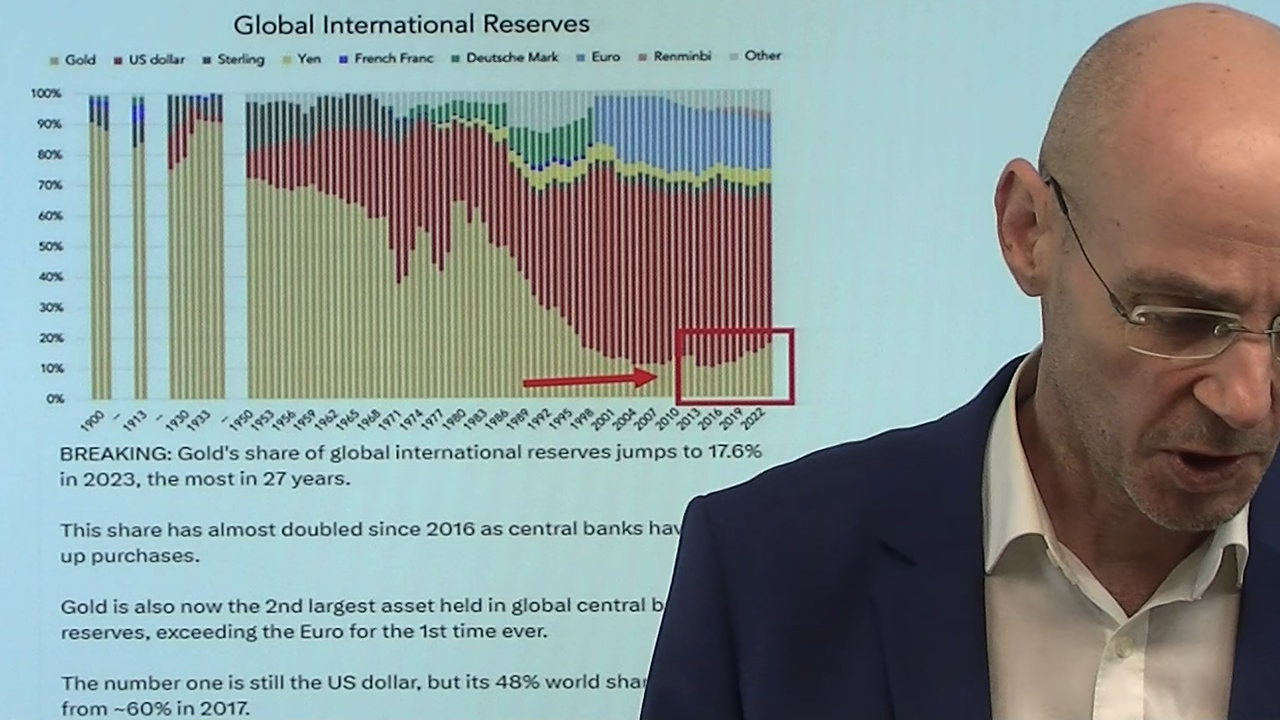 Global International Reserves
Gold US dollar Sterling Yen French Franc Deutsche Mark Euro Renminbi Other
100%
90%
80%
70%
60%
50%
40%
30%
20%
10%
0%
1900 ~ 1913 ~ 1930 1933 ~ 1950 1953 1956 1959 1962 1965 1968 1971 1974 1977 1980 1983 1986 1989 1992 1995 1998 2001 2004 2007 2010 2013 2016 2019 2022
BREAKING: Gold's share of global international reserves jumps to 17.6%
in 2023, the most in 27 years.
This share has almost doubled since 2016 as central banks
up purchases.
Gold is also now the 2nd largest asset held in global central
reserves, exceeding the Euro for the 1st time ever.
The number one is still the US dollar, but its 48% world
from ~60% in 2017.